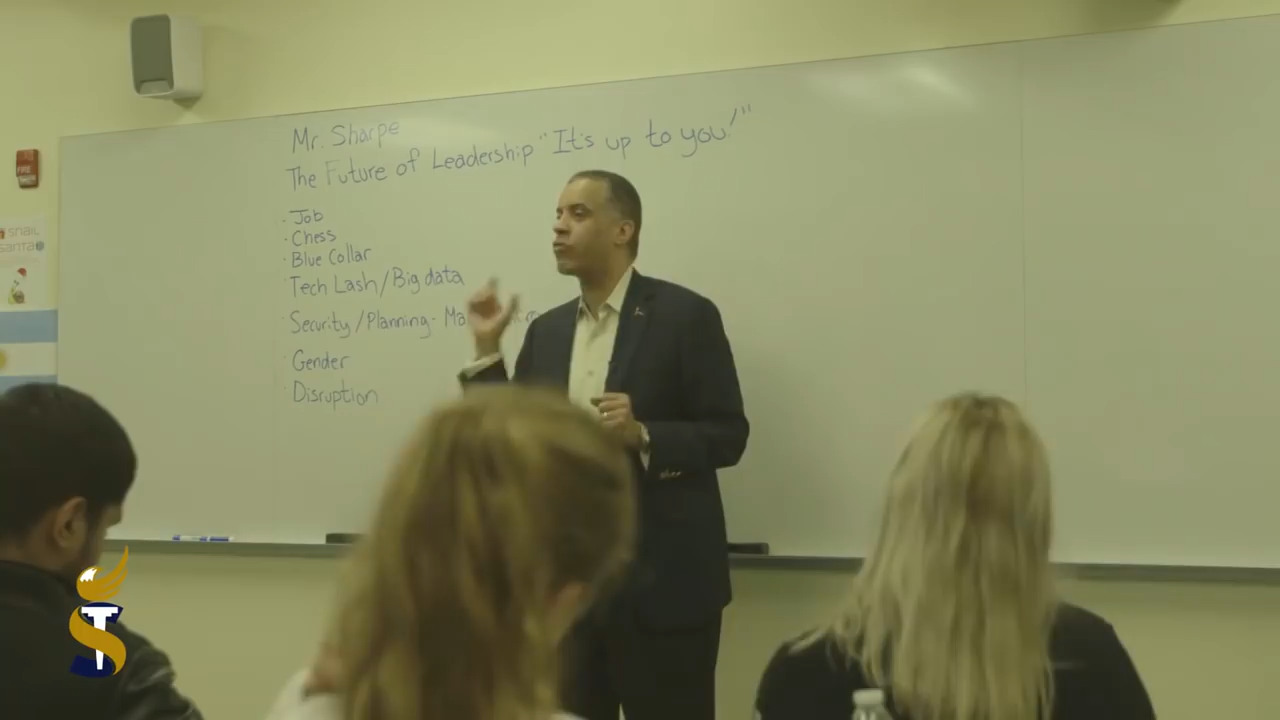 Mr. Sharpe
The Future of Leadership "It's up to you!"
· Job
· Chess
· Blue Collar
· Tech Lash/Big data
· Security/Planning-
· Gender
· Disruption
FIRE
snail
santa